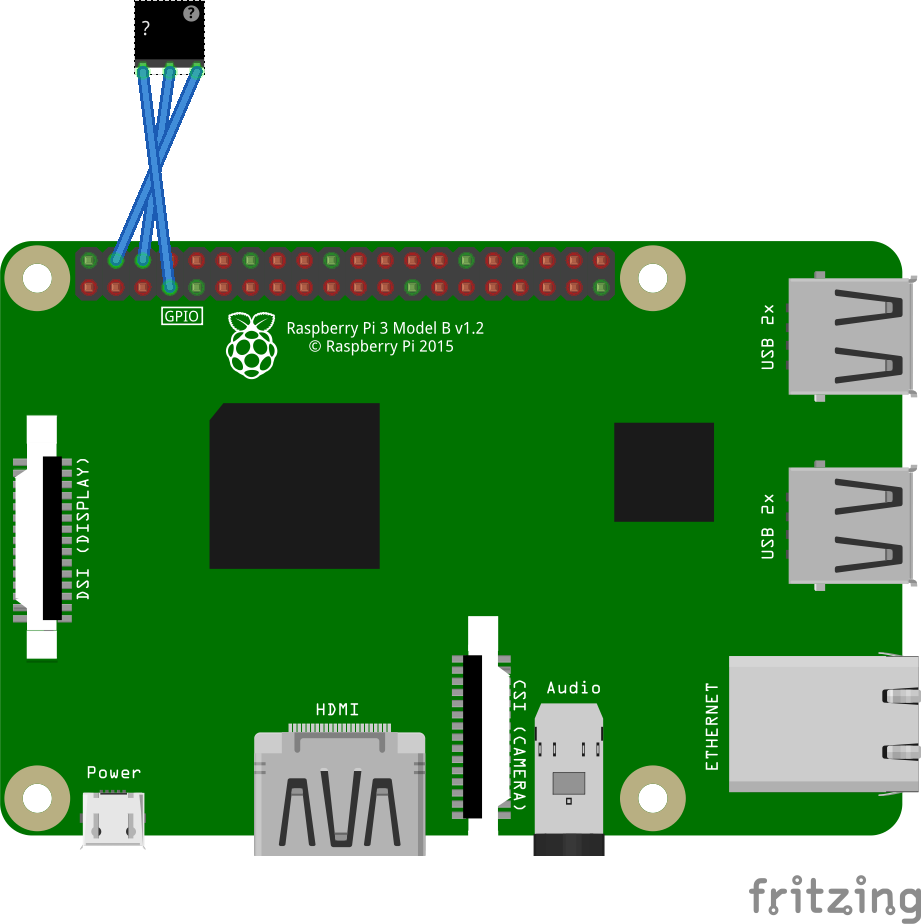 ?
?
GPIO
Raspberry Pi 3 Model B v1.2
© Raspberry Pi 2015
USB 2x
DSI (DISPLAY)
USB 2x
CSI (CAMERA)
Audio
ETHERNET
HDMI
Power
fritzing